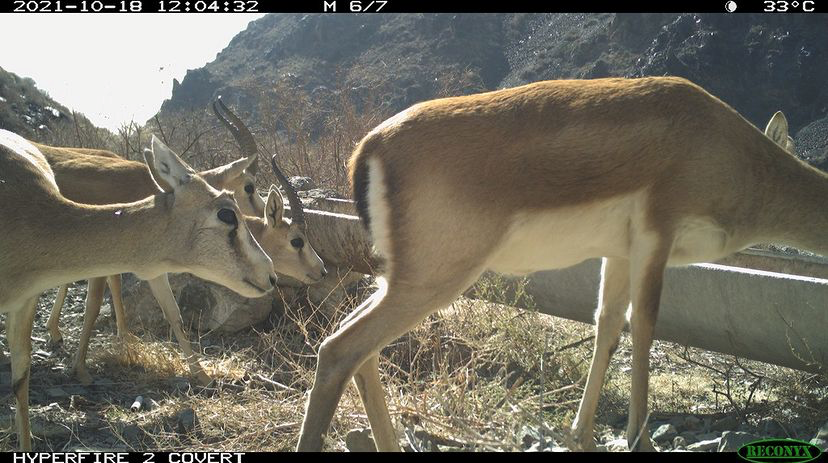 2021-10-18 12:04:32 M 6/7 33°C
HYPERFIRE 2 COVERT RECONYX